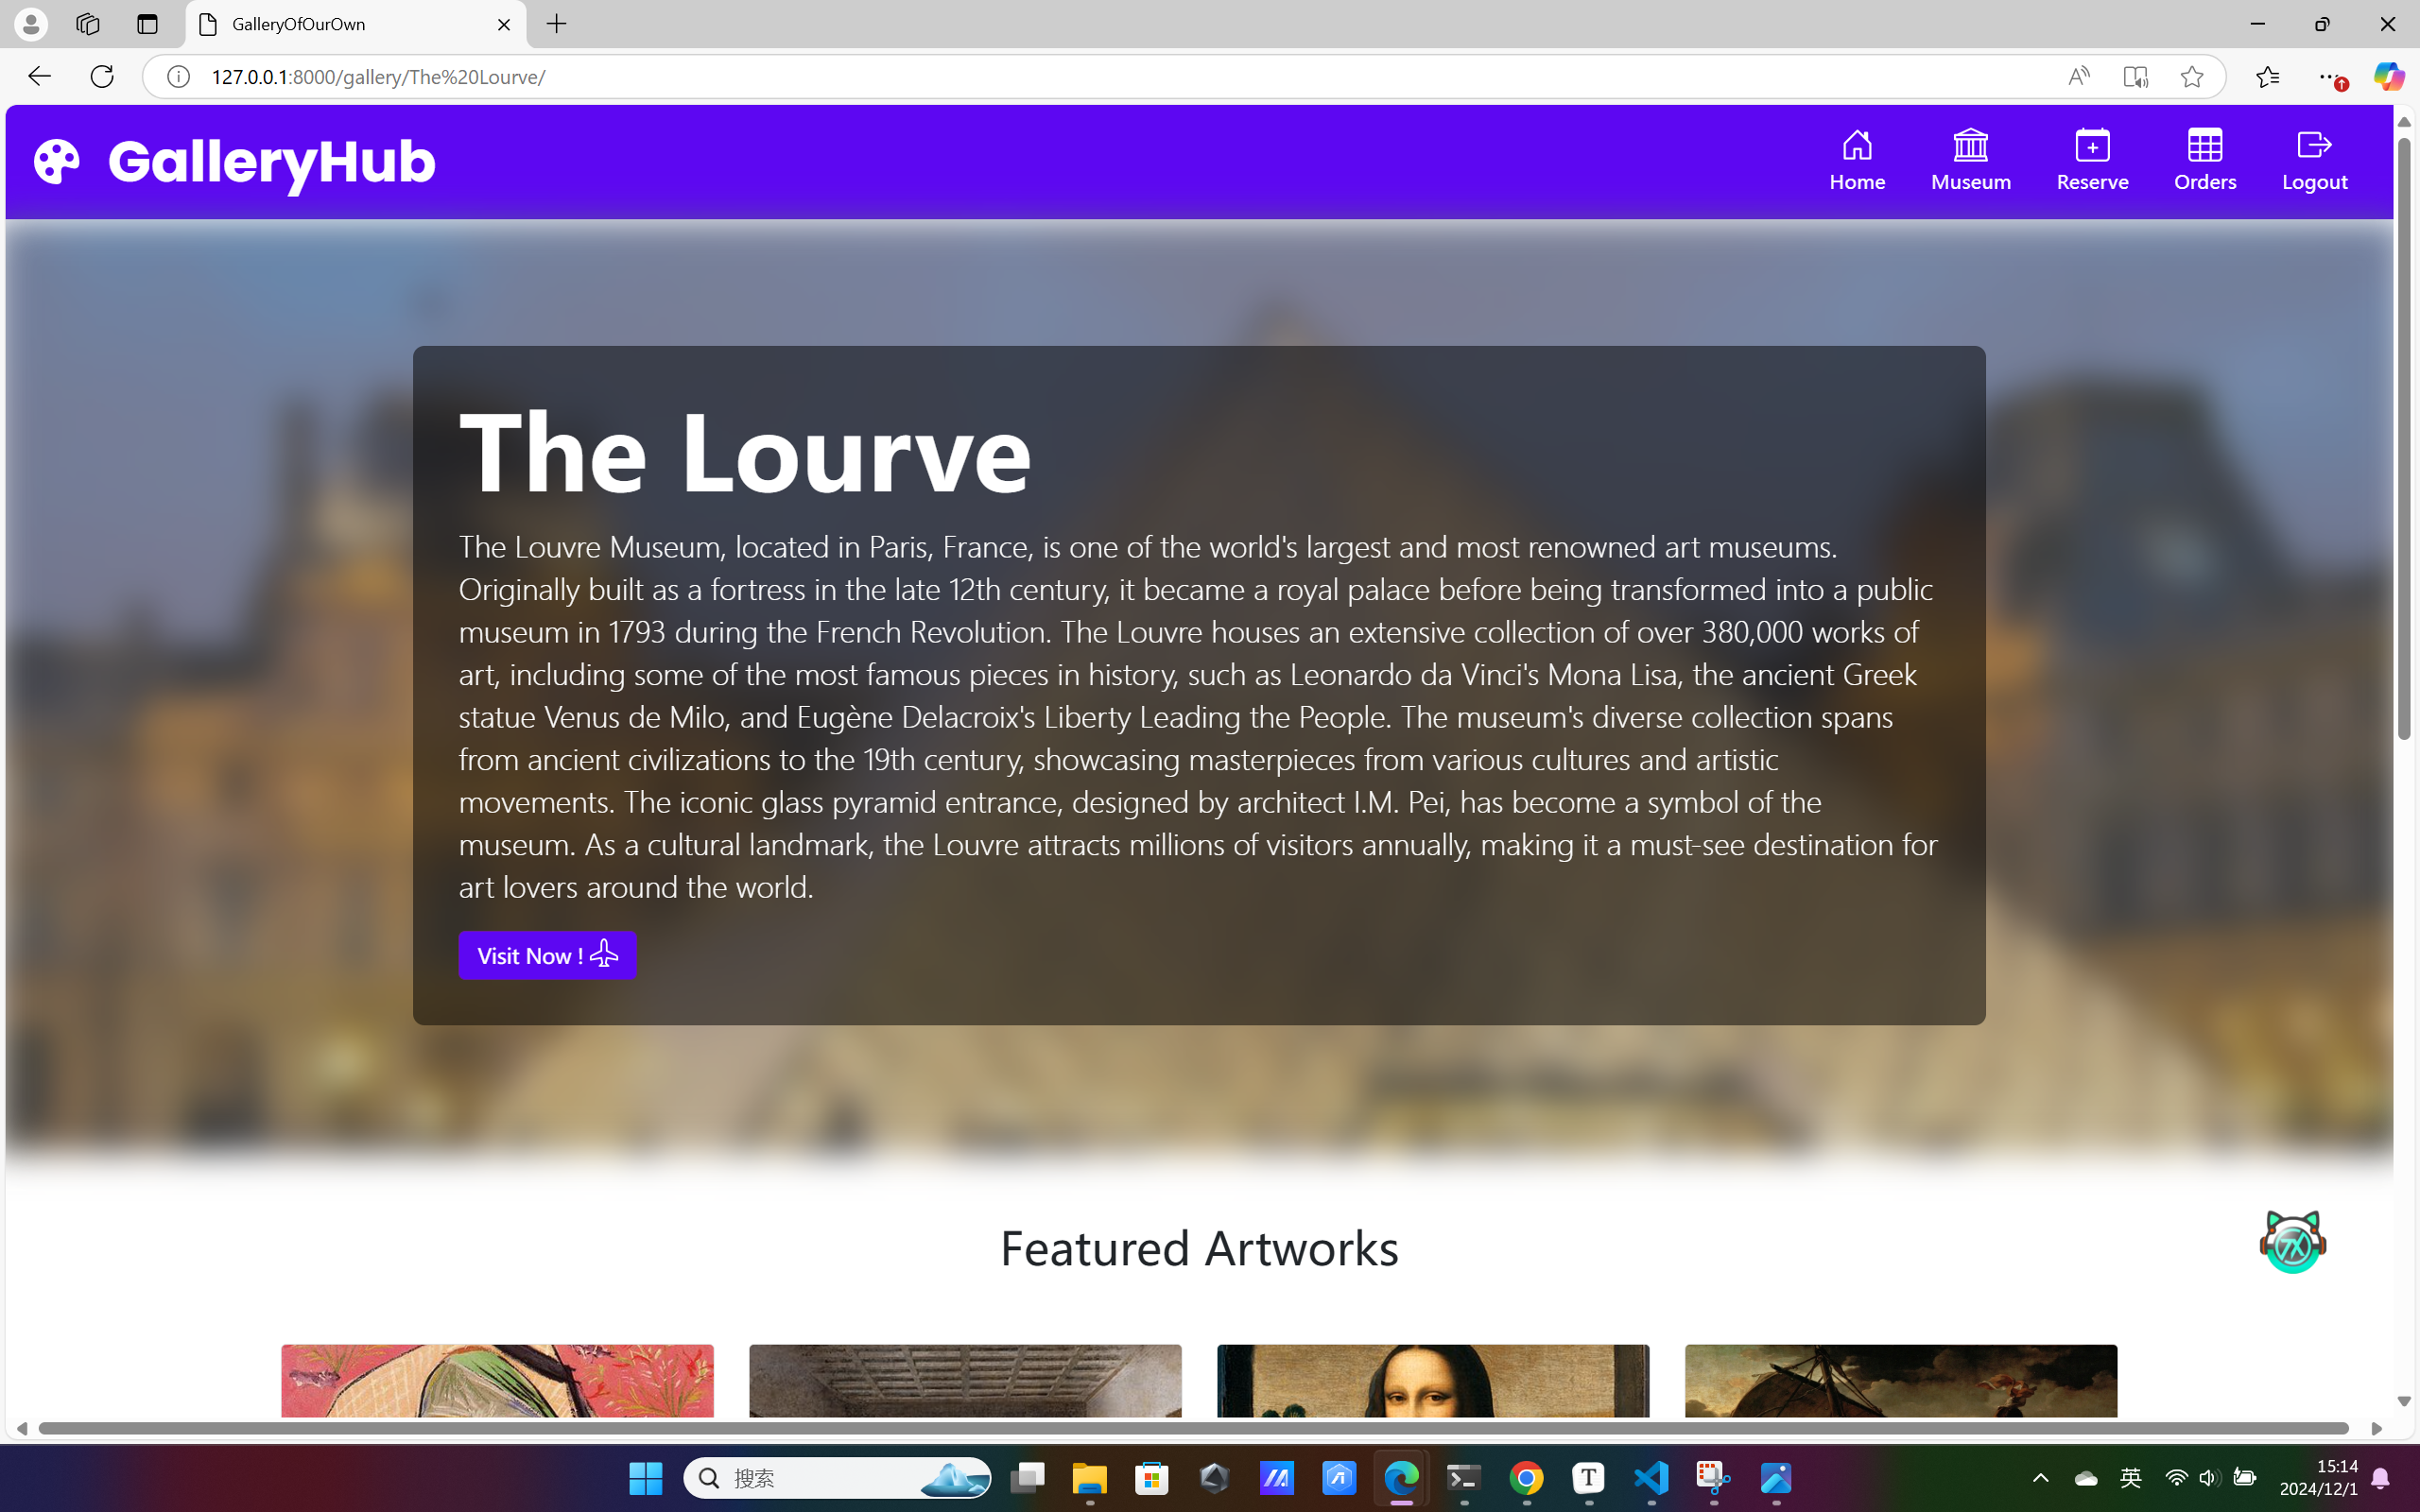 GalleryOfOurOwn
127.0.0.1:8000/gallery/The%20Lourve/
GalleryHub
Home
Museum
Reserve
Orders
Logout
The Lourve
The Louvre Museum, located in Paris, France, is one of the world's largest and most renowned art museums.
Originally built as a fortress in the late 12th century, it became a royal palace before being transformed into a public
museum in 1793 during the French Revolution. The Louvre houses an extensive collection of over 380,000 works of
art, including some of the most famous pieces in history, such as Leonardo da Vinci's Mona Lisa, the ancient Greek
statue Venus de Milo, and Eugène Delacroix's Liberty Leading the People. The museum's diverse collection spans
from ancient civilizations to the 19th century, showcasing masterpieces from various cultures and artistic
movements. The iconic glass pyramid entrance, designed by architect I.M. Pei, has become a symbol of the
museum. As a cultural landmark, the Louvre attracts millions of visitors annually, making it a must-see destination for
art lovers around the world.
Visit Now !
Featured Artworks
7X
搜索
英
15:14
2024/12/1